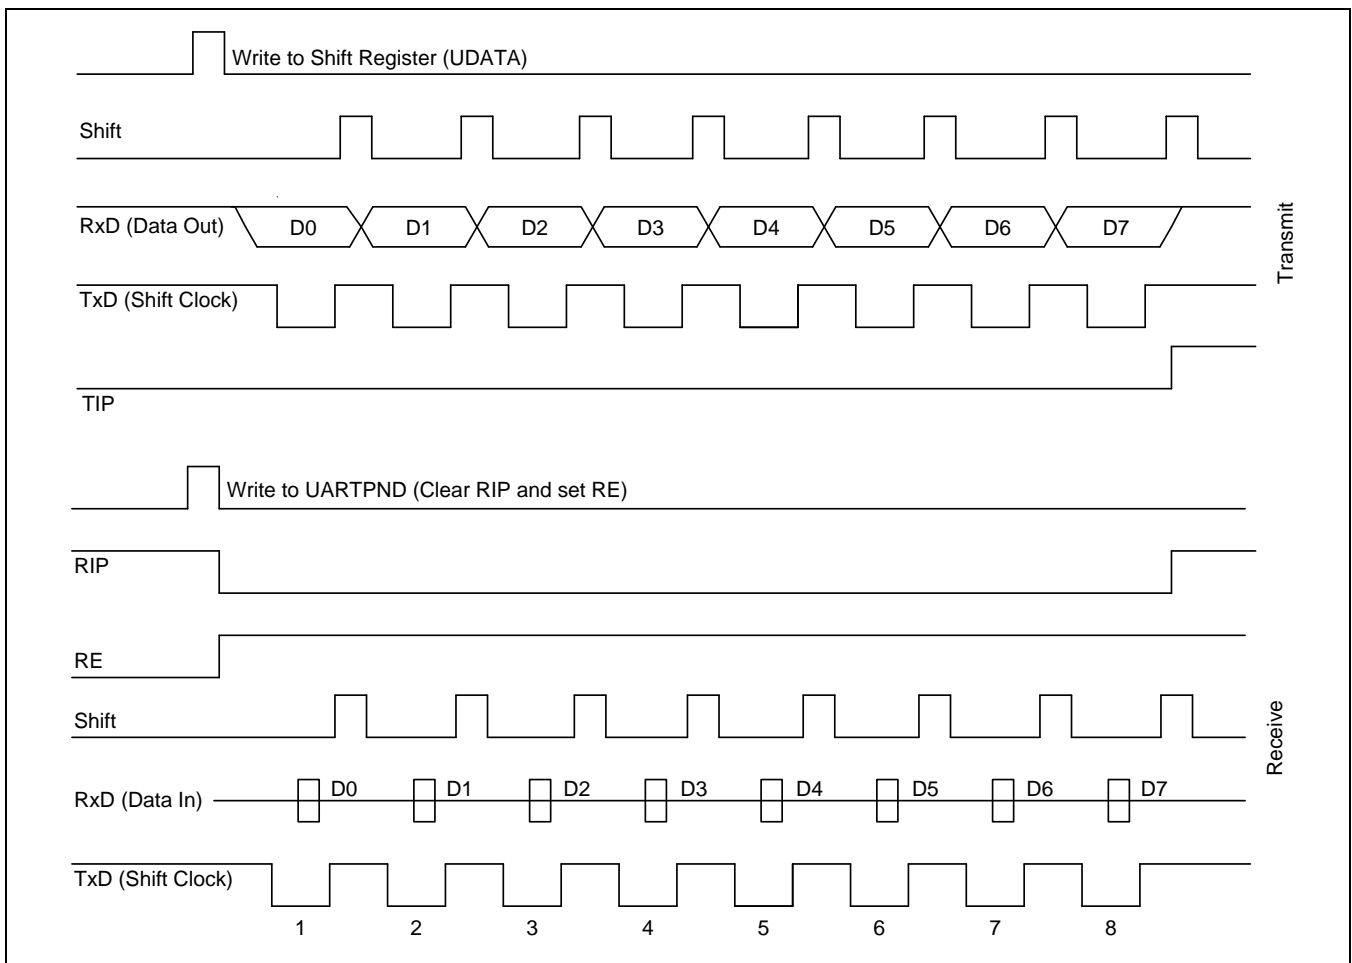 Write to Shift Register (UDATA)
Shift
RxD (Data Out)
D0 D1 D2 D3 D4 D5 D6 D7
TxD (Shift Clock)
TIP
Transmit
Write to UARTPND (Clear RIP and set RE)
RIP
RE
Shift
RxD (Data In)
D0 D1 D2 D3 D4 D5 D6 D7
TxD (Shift Clock)
1 2 3 4 5 6 7 8
Receive